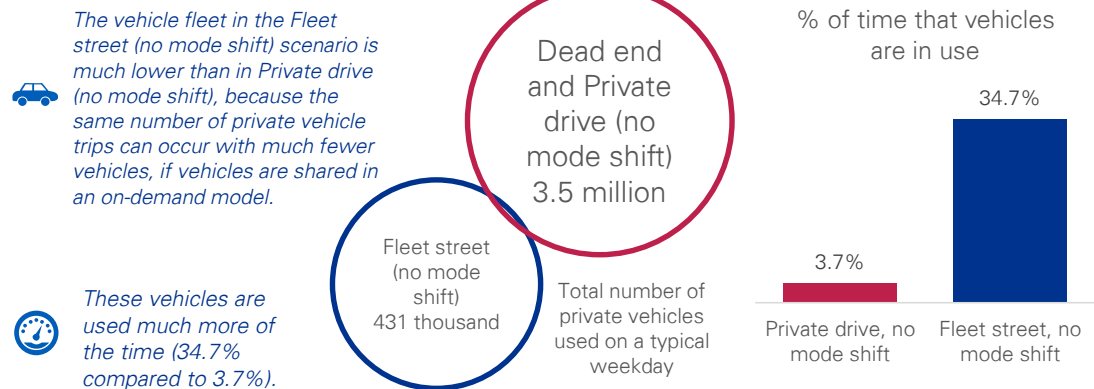 The vehicle fleet in the Fleet
street (no mode shift) scenario is
much lower than in Private drive
(no mode shift), because the
same number of private vehicle
trips can occur with much fewer
vehicles, if vehicles are shared in
an on-demand model.
These vehicles are
used much more of
the time (34.7%
compared to 3.7%).
Dead end
and Private
drive (no
mode shift)
3.5 million
Fleet street
(no mode
shift)
431 thousand
Total number of
private vehicles
used on a typical
weekday
% of time that vehicles
are in use
34.7%
3.7%
Private drive, no
mode shift
Fleet street, no
mode shift